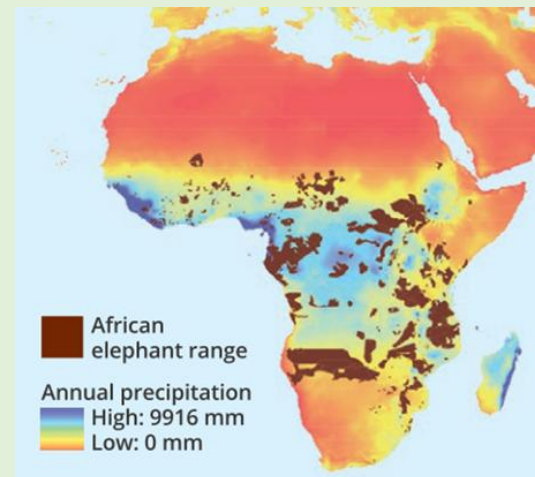 African
elephant range
Annual precipitation
High: 9916 mm
Low: 0 mm